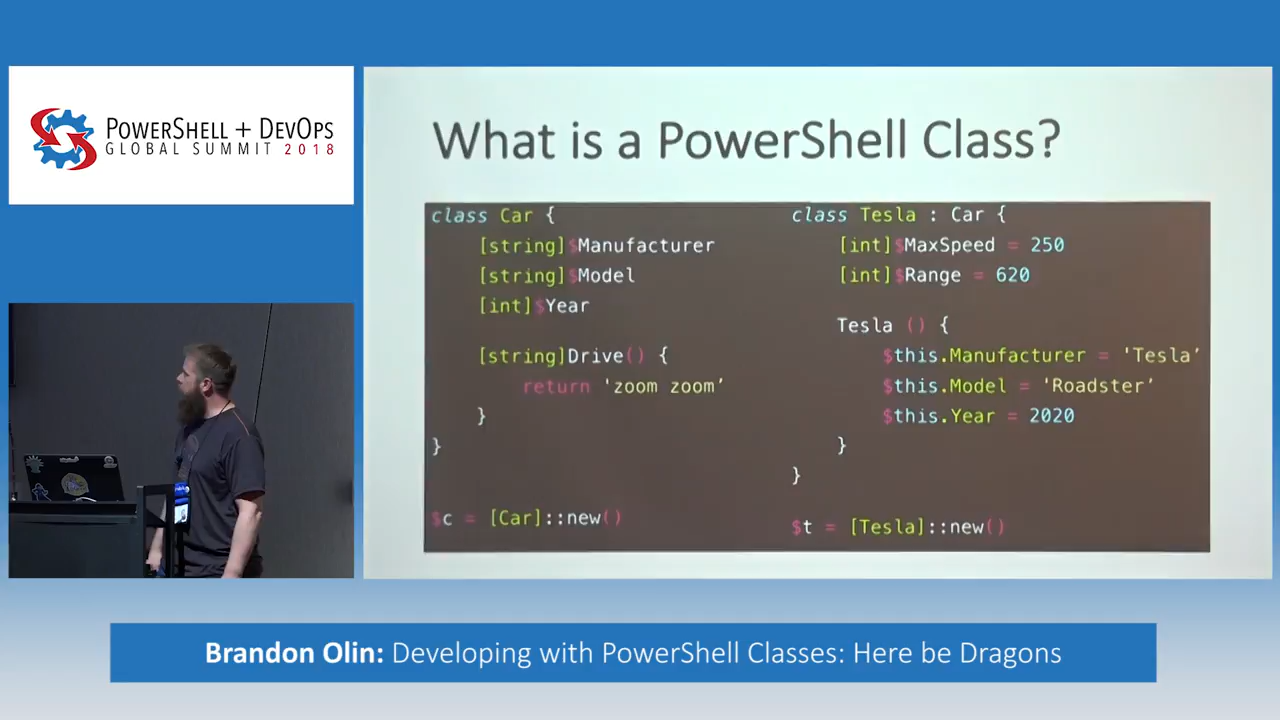 POWERSHELL + DEVOPS
GLOBAL SUMMIT 2018
What is a PowerShell Class?
class Car {
[string]$Manufacturer
[string]$Model
[int]$Year
[string]Drive() {
return 'zoom zoom’
}
}
$c = [Car]::new()
class Tesla : Car {
[int]$MaxSpeed = 250
[int]$Range = 620
Tesla () {
$this.Manufacturer = 'Tesla’
$this.Model = 'Roadster’
$this.Year = 2020
}
}
$t = [Tesla]::new()
Brandon Olin: Developing with PowerShell Classes: Here be Dragons